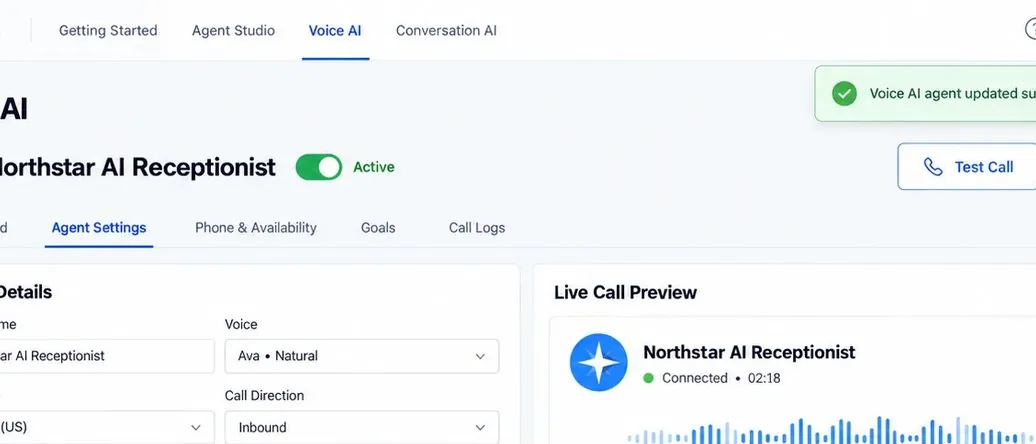 Getting Started Agent Studio Voice AI Conversation AI
Voice AI agent updated su
AI
orthstar AI Receptionist Active
Test Call
d Agent Settings Phone & Availability Goals Call Logs
Details
me Voice
ar AI Receptionist Ava • Natural
Call Direction
(US) Inbound
Live Call Preview
Northstar AI Receptionist
Connected • 02:18